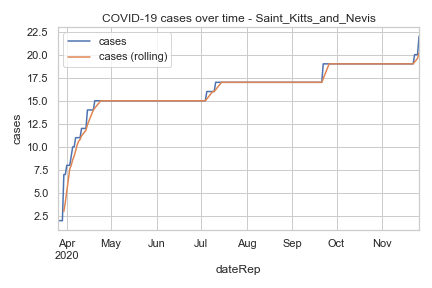 COVID-19 cases over time - Saint_Kitts_and_Nevis
cases
cases (rolling)
22.5
20.0
17.5
15.0
12.5
10.0
7.5
5.0
2.5
cases
Apr May Jun Jul Aug Sep Oct Nov
2020
dateRep